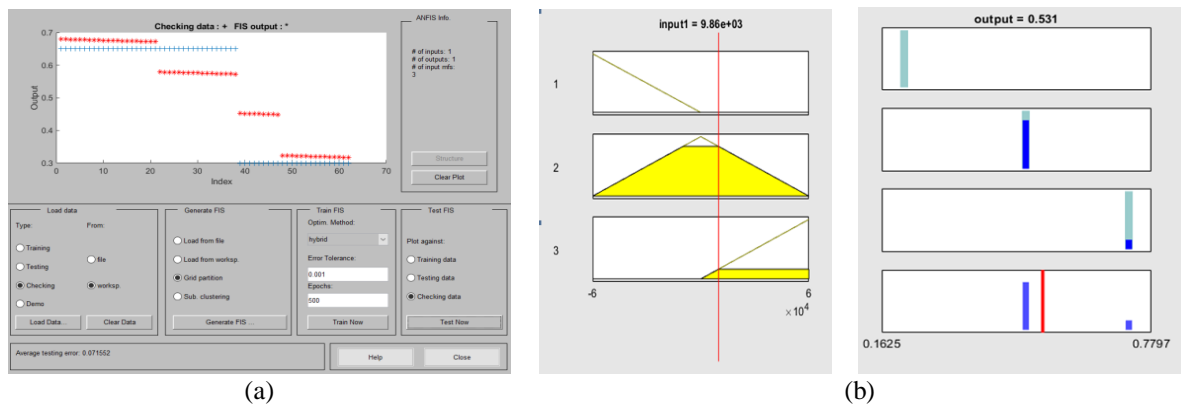 Checking data : + FIS output : *
0.7
0.6
0.5
0.4
0.3
Output
0 10 20 30 40 50 60 70
Index
ANFIS Info.
# of inputs: 1
# of outputs: 1
# of input mfs:
3
Structure
Clear Plot
Load data
Type: From:
Training
Testing
Checking
Demo
file
worksp.
Load Data...
Clear Data
Generate FIS
Load from file
Load from worksp.
Grid partition
Sub. clustering
Generate FIS ...
Train FIS
Optim. Method:
hybrid
Error Tolerance:
0.001
Epochs:
500
Train Now
Test FIS
Plot against:
Training data
Testing data
Checking data
Test Now
Average testing error: 0.071552
Help
Close
(a)
input1 = 9.86e+03
1
2
3
-6 6
×10^4
output = 0.531
0.1625 0.7797
(b)